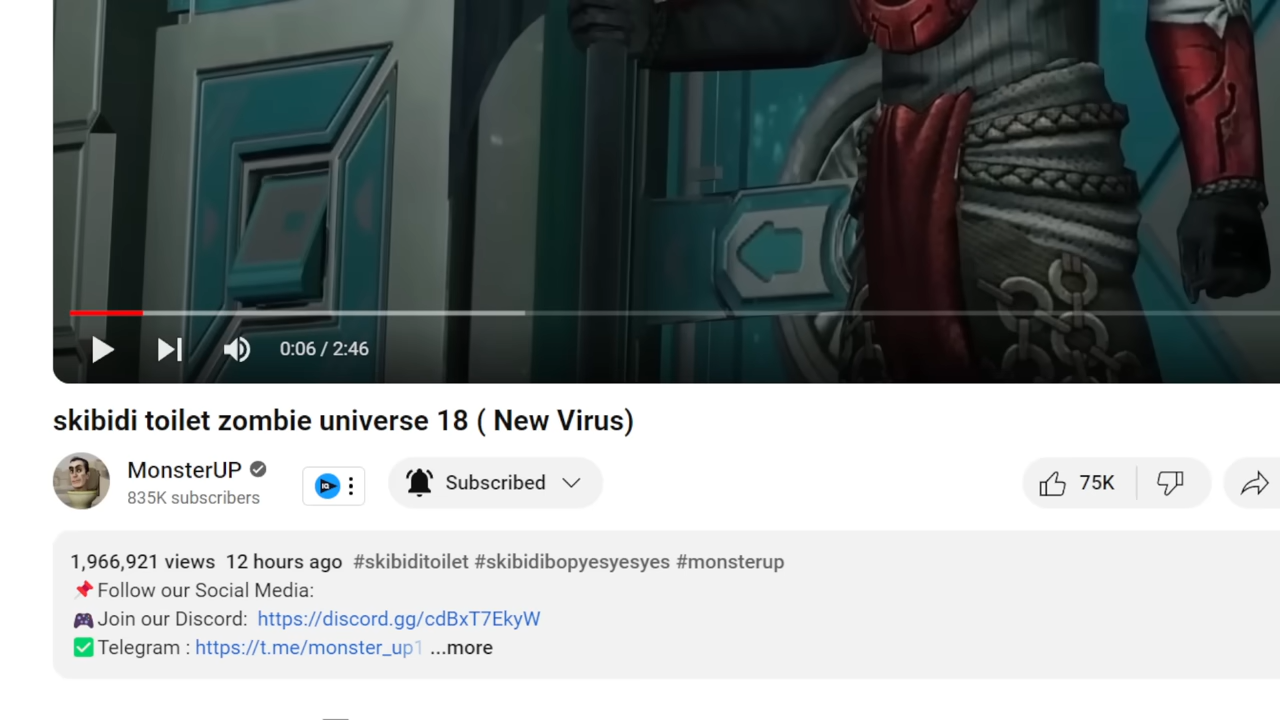 0:06 / 2:46
skibidi toilet zombie universe 18 ( New Virus)
MonsterUP
835K subscribers
IQ
Subscribed
75K
1,966,921 views 12 hours ago #skibiditoilet #skibidibopyesyesyes #monsterup
📌Follow our Social Media:
🎮Join our Discord: https://discord.gg/cdBxT7EkyW
✅Telegram : https://t.me/monster_up1 ...more